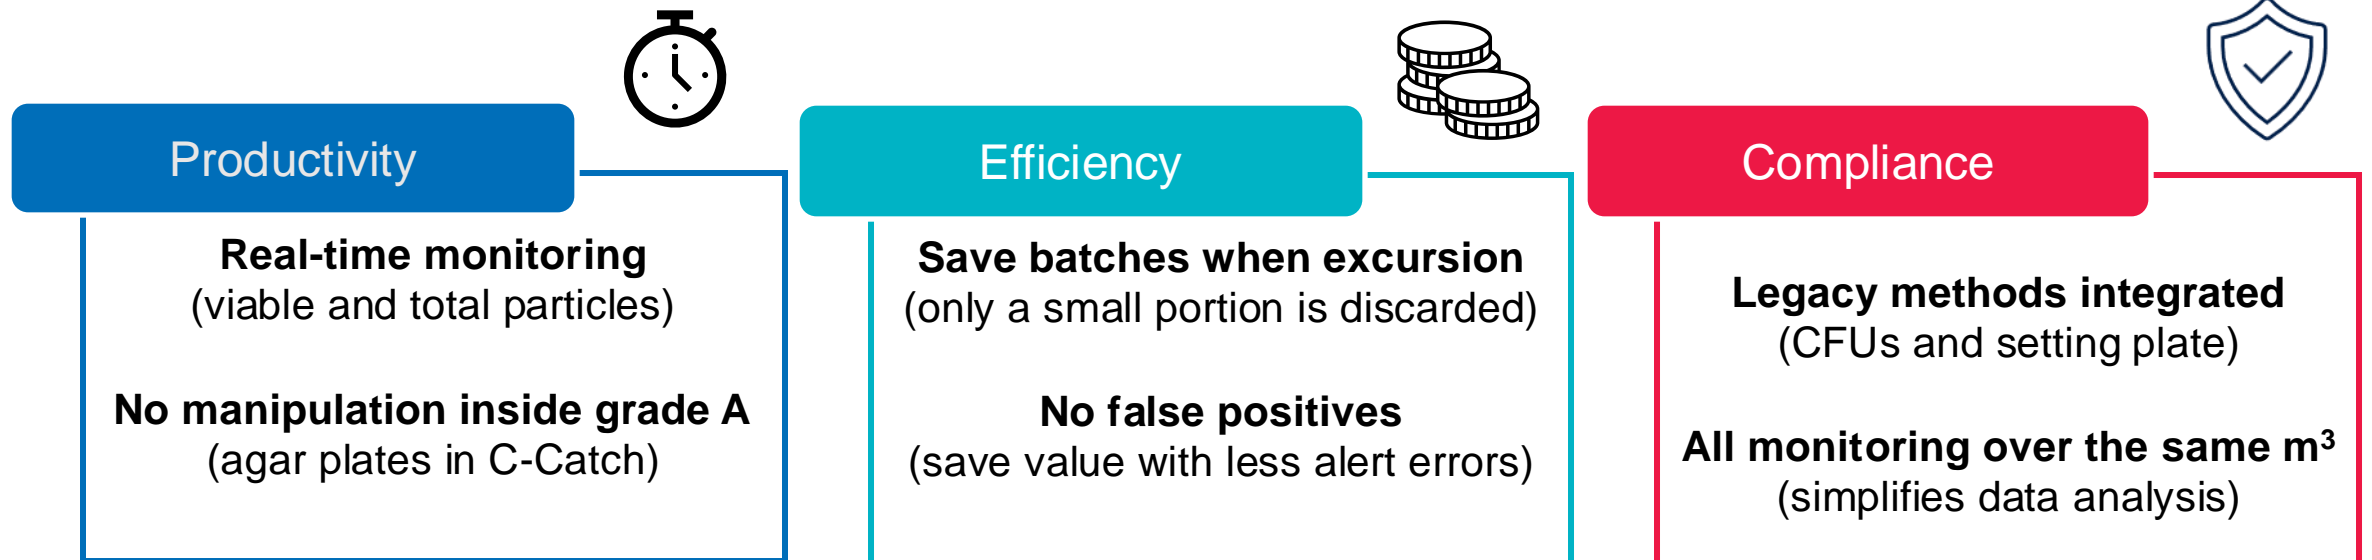 Productivity
Real-time monitoring
(viable and total particles)
No manipulation inside grade A
(agar plates in C-Catch)
Efficiency
Save batches when excursion
(only a small portion is discarded)
No false positives
(save value with less alert errors)
Compliance
Legacy methods integrated
(CFUs and setting plate)
All monitoring over the same m³
(simplifies data analysis)